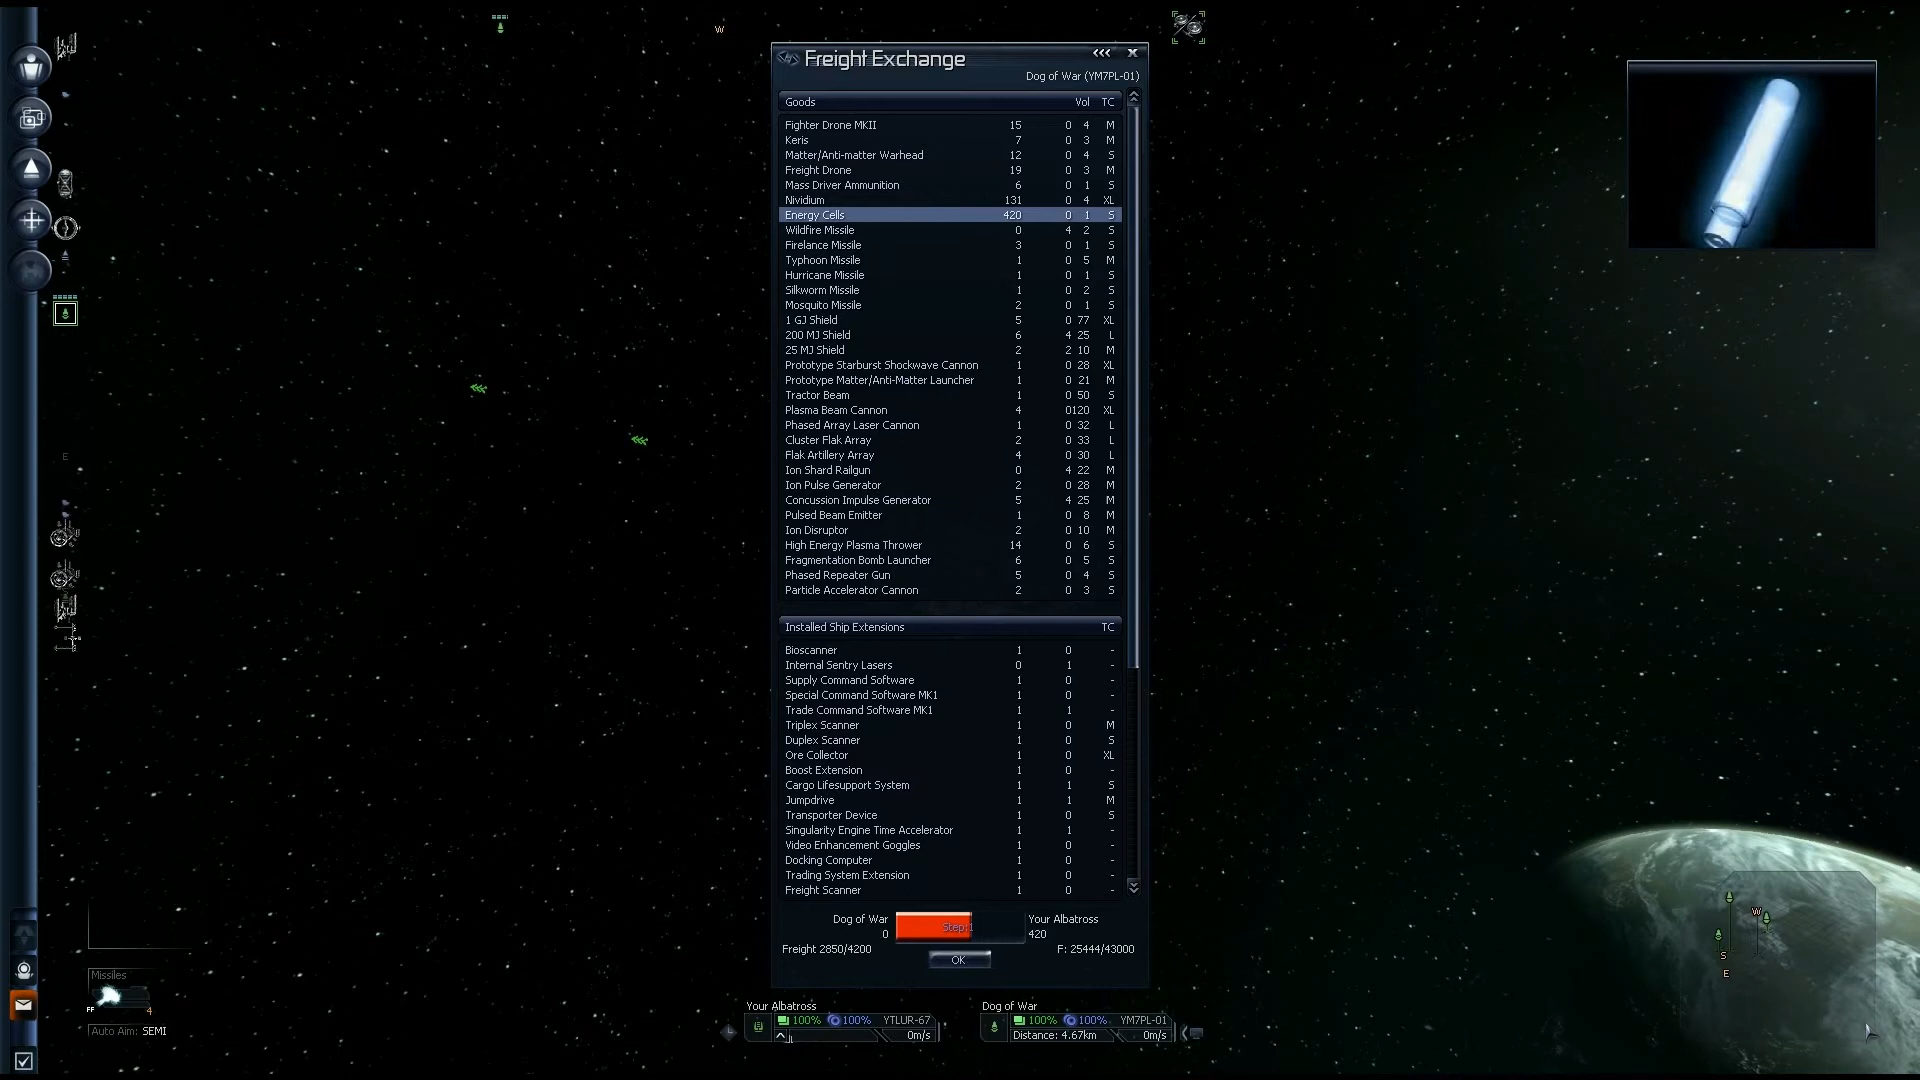 W
Freight Exchange
Dog of War (YM7PL-01)
Goods Vol TC
Fighter Drone MKII 15 0 4 M
Keris 7 0 3 M
Matter/Anti-matter Warhead 12 0 4 S
Freight Drone 19 0 3 M
Mass Driver Ammunition 6 0 1 S
Nividium 131 0 4 XL
Energy Cells 420 0 1 S
Wildfire Missile 0 4 2 S
Firelance Missile 3 0 1 S
Typhoon Missile 1 0 5 M
Hurricane Missile 1 0 1 S
Silkworm Missile 1 0 2 S
Mosquito Missile 2 0 1 S
1 GJ Shield 5 0 77 XL
200 MJ Shield 6 4 25 L
25 MJ Shield 2 2 10 M
Prototype Starburst Shockwave Cannon 1 0 28 XL
Prototype Matter/Anti-Matter Launcher 1 0 21 M
Tractor Beam 1 0 50 S
Plasma Beam Cannon 4 0120 XL
Phased Array Laser Cannon 1 0 32 L
Cluster Flak Array 2 0 33 L
Flak Artillery Array 4 0 30 L
Ion Shard Railgun 0 4 22 M
Ion Pulse Generator 2 0 28 M
Concussion Impulse Generator 5 4 25 M
Pulsed Beam Emitter 1 0 8 M
Ion Disruptor 2 0 10 M
High Energy Plasma Thrower 14 0 6 S
Fragmentation Bomb Launcher 6 0 5 S
Phased Repeater Gun 5 0 4 S
Particle Accelerator Cannon 2 0 3 S
Installed Ship Extensions TC
Bioscanner 1 0 -
Internal Sentry Lasers 0 1 -
Supply Command Software 1 0 -
Special Command Software MK1 1 0 -
Trade Command Software MK1 1 1 -
Triplex Scanner 1 0 M
Duplex Scanner 1 0 S
Ore Collector 1 0 XL
Boost Extension 1 0 -
Cargo Lifesupport System 1 1 S
Jumpdrive 1 1 M
Transporter Device 1 0 S
Singularity Engine Time Accelerator 1 1 -
Video Enhancement Goggles 1 0 -
Docking Computer 1 0 -
Trading System Extension 1 0 -
Freight Scanner 1 0 -
Dog of War Step:1 Your Albatross
0 420
Freight 2850/4200 F: 25444/43000
OK
E
W
S
E
Missiles
FF 4
Auto Aim: SEMI
Your Albatross
100% 100% YTLUR-67
0m/s
Dog of War
100% 100% YM7PL-01
Distance: 4.67km 0m/s